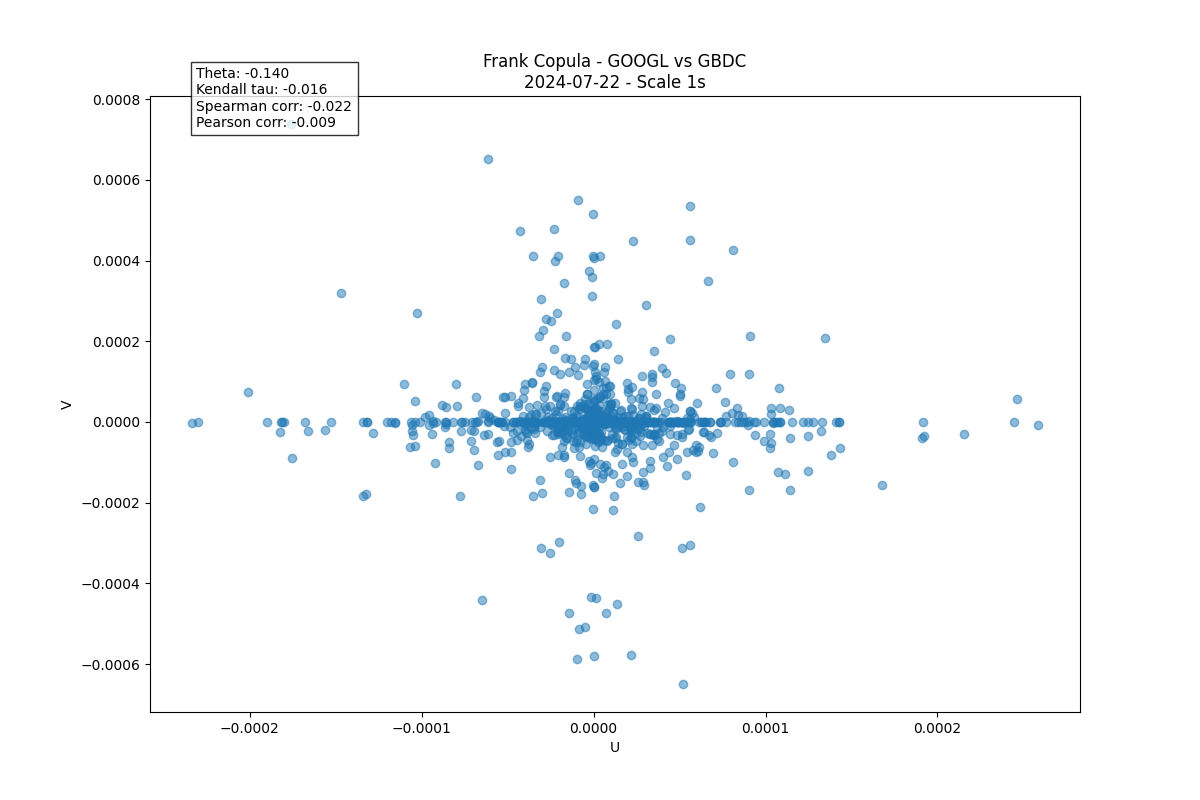 Frank Copula - GOOGL vs GBDC
2024-07-22 - Scale 1s
Theta: -0.140
Kendall tau: -0.016
Spearman corr: -0.022
Pearson corr: -0.009
0.0008
0.0006
0.0004
0.0002
0.0000
−0.0002
−0.0004
−0.0006
V
−0.0002
−0.0001
0.0000
0.0001
0.0002
U